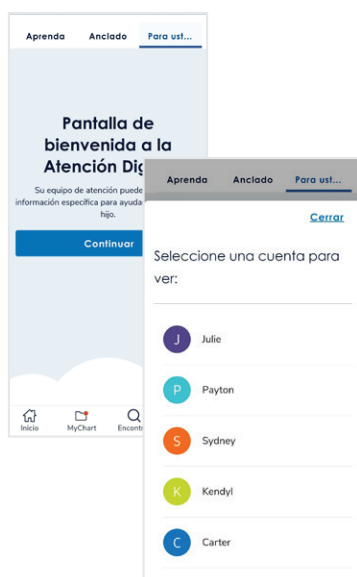 Aprenda Anclado Para ust...
Pantalla de
bienvenida a la
Atención Dig
Su equipo de atención puede
información específica para ayuda
hijo.
Continuar
Inicio MyChart Encont
Aprenda Anclado Para ust...
Cerrar
Seleccione una cuenta para
ver:
J Julie
P Payton
S Sydney
K Kendyl
C Carter